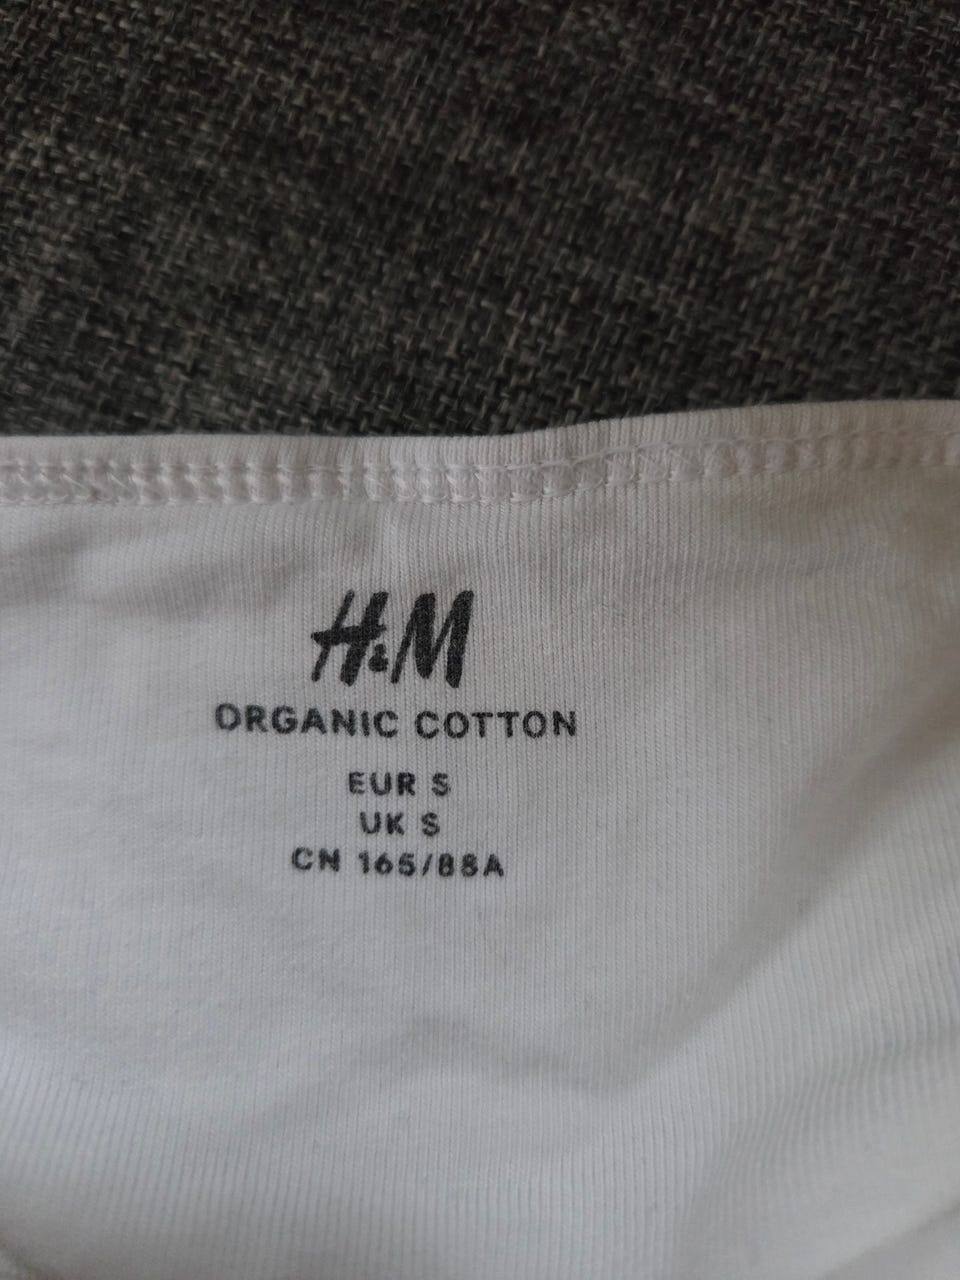 H&M
ORGANIC COTTON
EUR S
UK S
CN 165/88A